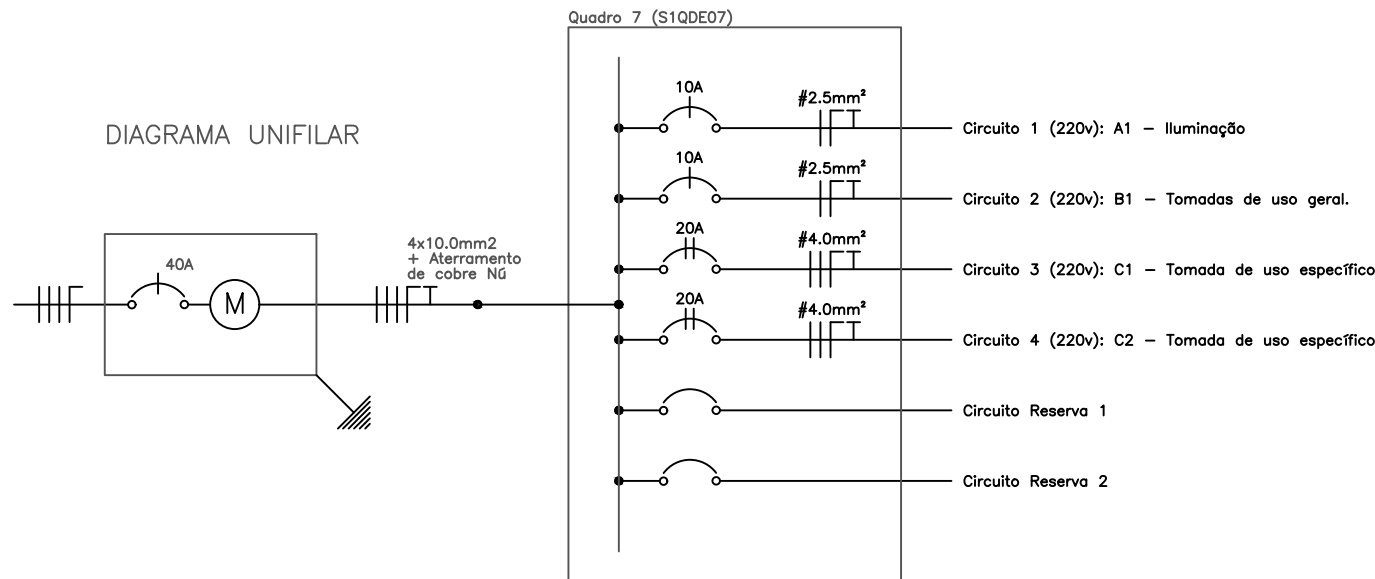 Quadro 7 (S1QDE07)
DIAGRAMA UNIFILAR
10A
#2.5mm²
Circuito 1 (220v): A1 – Iluminação
10A
#2.5mm²
Circuito 2 (220v): B1 – Tomadas de uso geral.
20A
#4.0mm²
Circuito 3 (220v): C1 – Tomada de uso específico
40A
M
4x10.0mm2
+ Aterramento
de cobre Nú
20A
#4.0mm²
Circuito 4 (220v): C2 – Tomada de uso específico
Circuito Reserva 1
Circuito Reserva 2